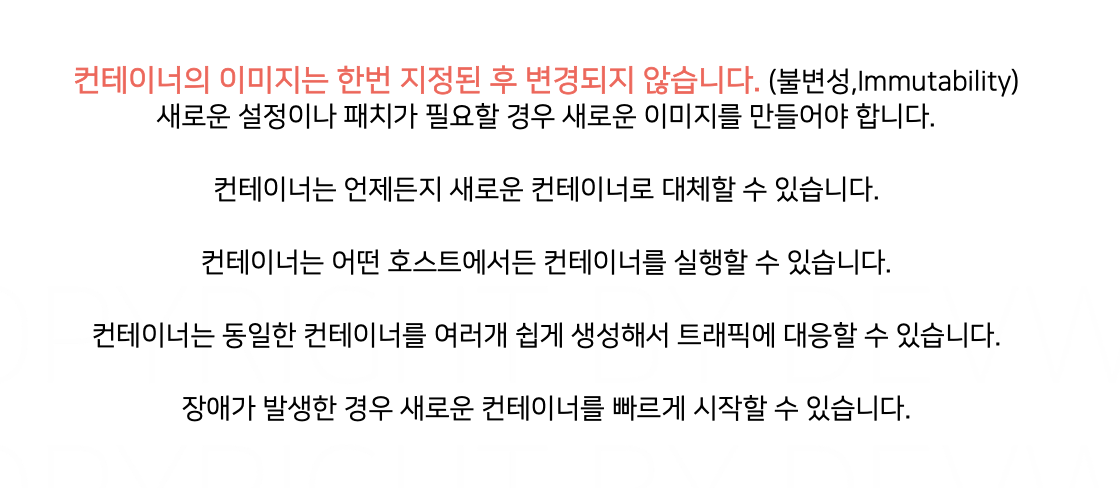 컨테이너의 이미지는 한번 지정된 후 변경되지 않습니다. (불변성,Immutability)
새로운 설정이나 패치가 필요할 경우 새로운 이미지를 만들어야 합니다.
컨테이너는 언제든지 새로운 컨테이너로 대체할 수 있습니다.
컨테이너는 어떤 호스트에서든 컨테이너를 실행할 수 있습니다.
컨테이너는 동일한 컨테이너를 여러개 쉽게 생성해서 트래픽에 대응할 수 있습니다.
장애가 발생한 경우 새로운 컨테이너를 빠르게 시작할 수 있습니다.